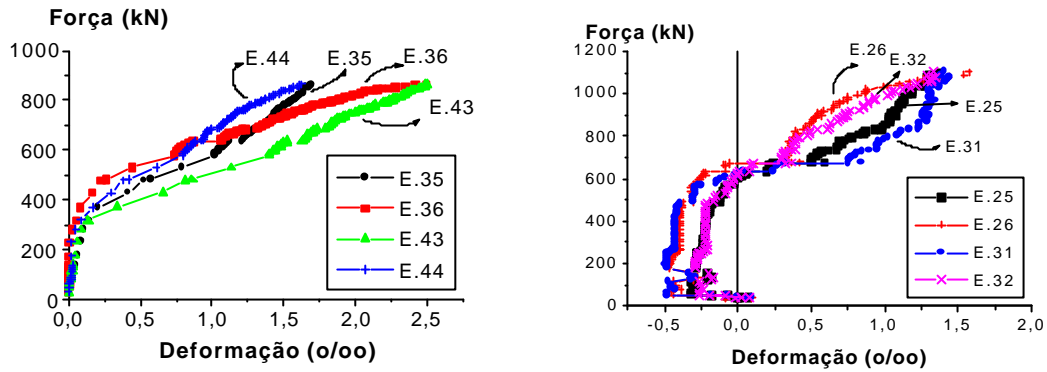 Força (kN)
1000
800
600
400
200
0
0,0
0,5
1,0
1,5
2,0
2,5
Deformação (o/oo)
E.44
E.35
E.36
E.43
E.35
E.36
E.43
E.44
Força (kN)
1200
1000
800
600
400
200
0
-0,5
0,0
0,5
1,0
1,5
2,0
Deformação (o/oo)
E.26
E.32
E.25
E.31
E.25
E.26
E.31
E.32